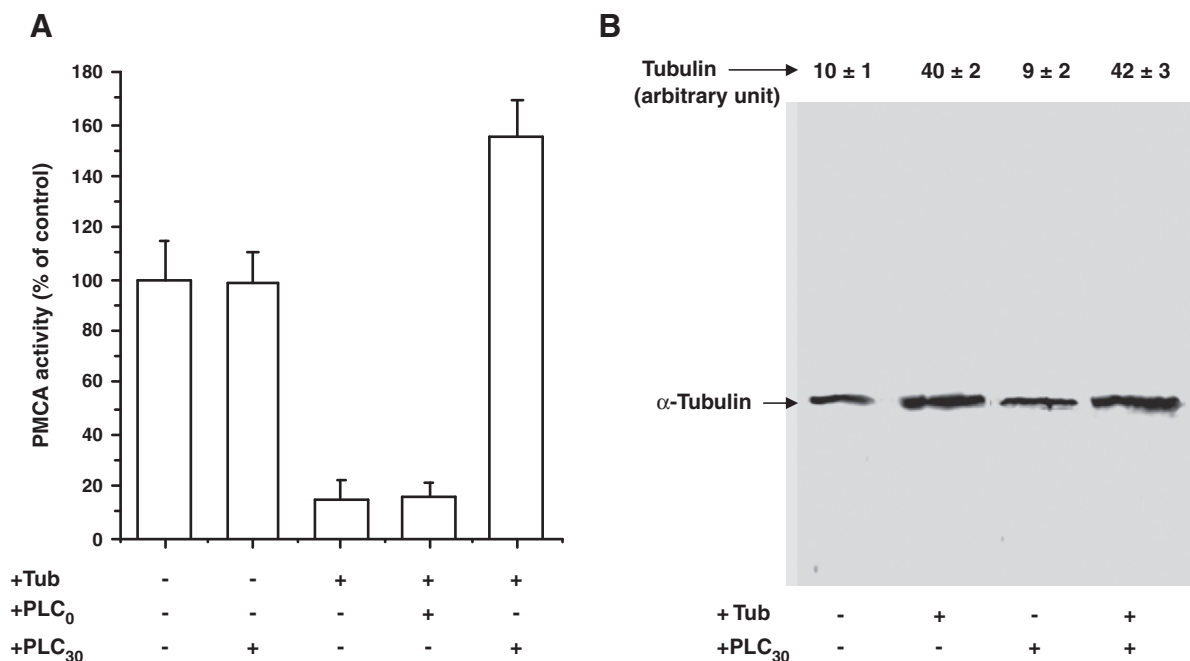 A
PMCA activity (% of control)
180
160
140
120
100
80
60
40
20
0
+Tub - - + + +
+PLC0 - - - + -
+PLC30 - + - - +
B
Tubulin 10 ± 1 40 ± 2 9 ± 2 42 ± 3
(arbitrary unit)
α-Tubulin
+ Tub - + - +
+PLC30 - - + +